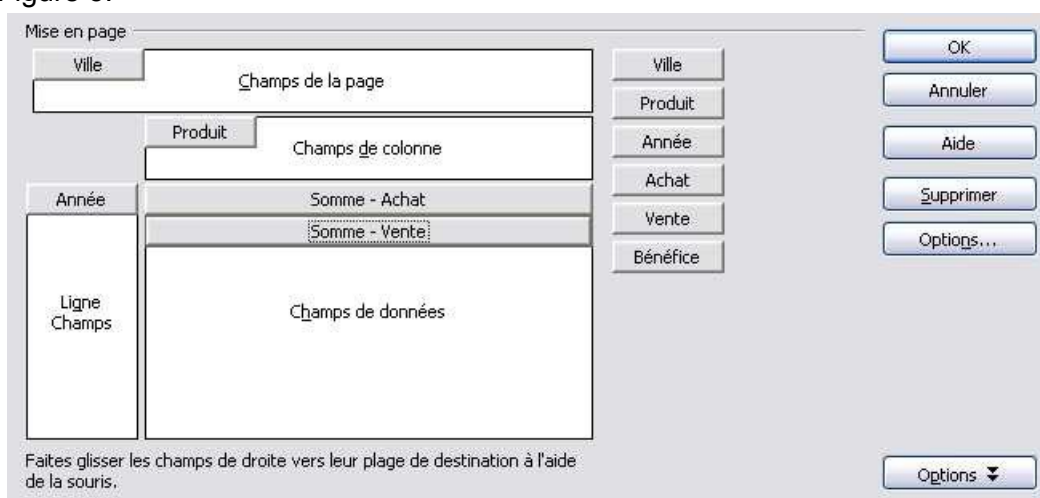 Mise en page
Ville
Champs de la page
Produit
Champs de colonne
Année
Somme - Achat
Somme - Vente
Ligne
Champs
Champs de données
Ville
Produit
Année
Achat
Vente
Bénéfice
OK
Annuler
Aide
Supprimer
Options...
Faites glisser les champs de droite vers leur plage de destination à l'aide
de la souris.
Options